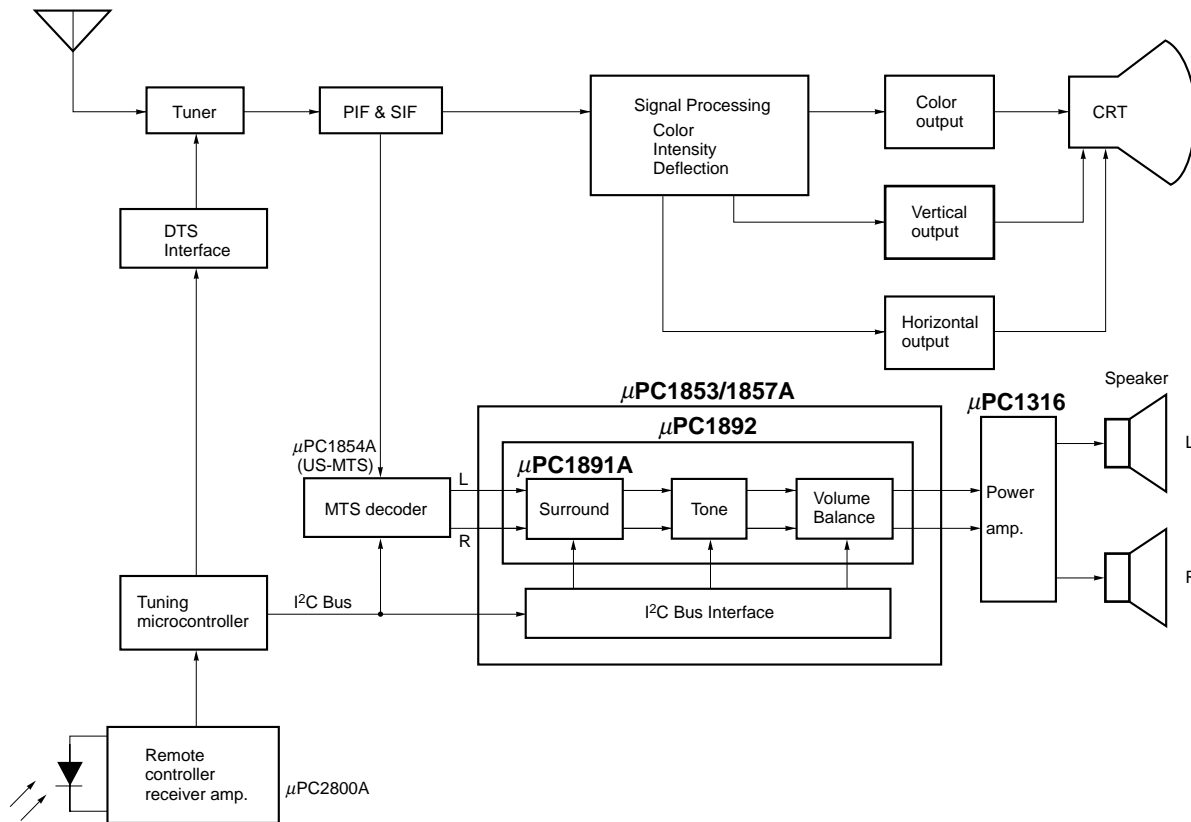 Tuner
PIF & SIF
Signal Processing
Color
Intensity
Deflection
Color
output
CRT
DTS
Interface
Vertical
output
Horizontal
output
μPC1853/1857A
Speaker
μPC1316
μPC1892
μPC1854A
(US-MTS)
μPC1891A
L
L
MTS decoder
Surround
Tone
Volume
Balance
Power
amp.
R
Tuning
microcontroller
I²C Bus
I²C Bus Interface
Remote
controller
receiver amp.
μPC2800A